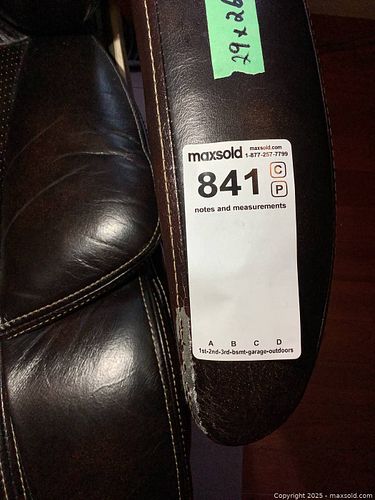 29x26
maxsold maxsold.com
1-877-257-7799
841 C
P
notes and measurements
A B C D
1st-2nd-3rd-bsmt-garage-outdoors
Copyright 2025 - maxsold.com